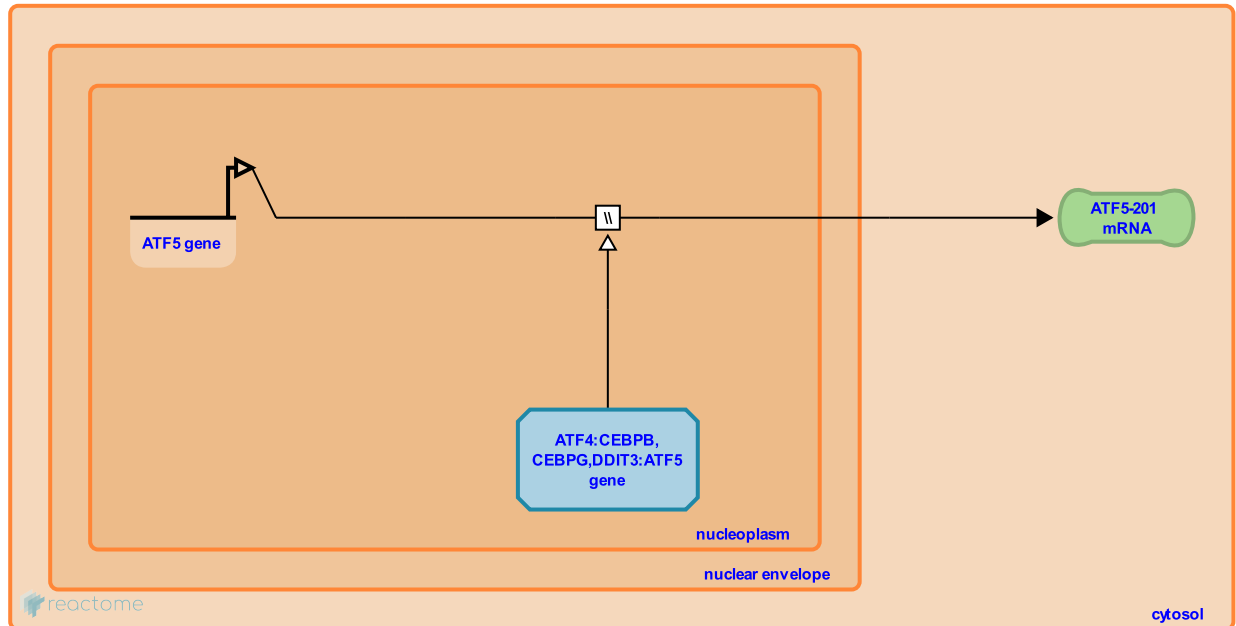 ATF5 gene
\\
ATF5-201
mRNA
ATF4:CEBPB,
CEBPG,DDIT3:ATF5
gene
nucleoplasm
nuclear envelope
reactome
cytosol